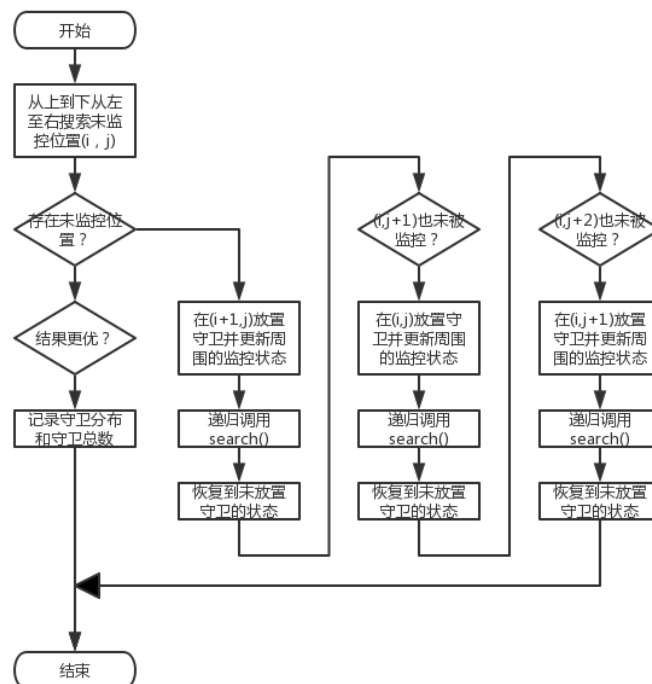 开始
从上到下从左
至右搜索未监
控位置(i，j)
存在未监控位
置？
(i,j+1)也未被
监控？
(i,j+2)也未被
监控？
结果更优？
在(i+1,j)放置
守卫并更新周
围的监控状态
在(i,j)放置守
卫并更新周围
的监控状态
在(i,j+1)放置
守卫并更新周
围的监控状态
记录守卫分布
和守卫总数
递归调用
search()
递归调用
search()
递归调用
search()
恢复到未放置
守卫的状态
恢复到未放置
守卫的状态
恢复到未放置
守卫的状态
结束